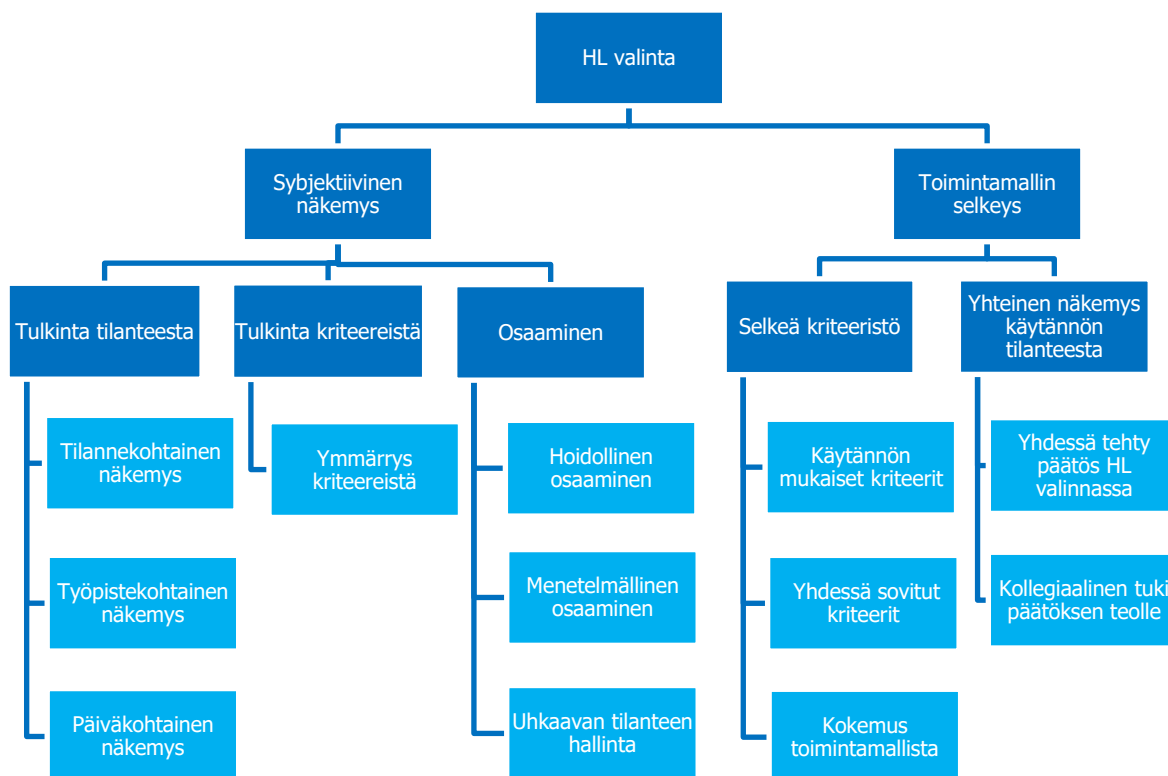 HL valinta
Sybjektiivinen
näkemys
Toimintamallin
selkeys
Tulkinta tilanteesta
Tulkinta kriteereistä
Osaaminen
Selkeä kriteeristö
Yhteinen näkemys
käytännön
tilanteesta
Tilannekohtainen
näkemys
Ymmärrys
kriteereistä
Hoidollinen
osaaminen
Käytännön
mukaiset kriteerit
Yhdessä tehty
päätös HL
valinnassa
Työpistekohtainen
näkemys
Menetelmällinen
osaaminen
Yhdessä sovitut
kriteerit
Kollegiaalinen tuki
päätöksen teolle
Päiväkohtainen
näkemys
Uhkaavan tilanteen
hallinta
Kokemus
toimintamallista